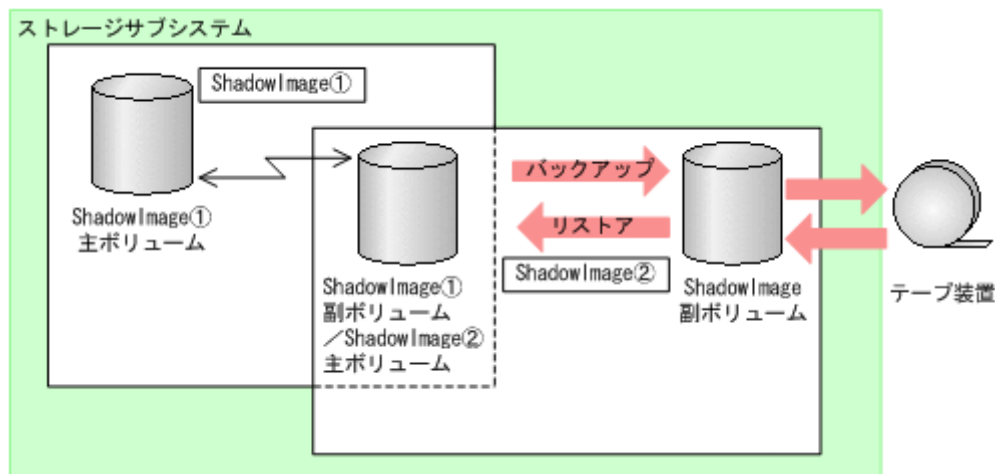 ストレージサブシステム
ShadowImage①
ShadowImage①
主ボリューム
ShadowImage①
副ボリューム
／ShadowImage②
主ボリューム
バックアップ
リストア
ShadowImage②
ShadowImage
副ボリューム
テープ装置